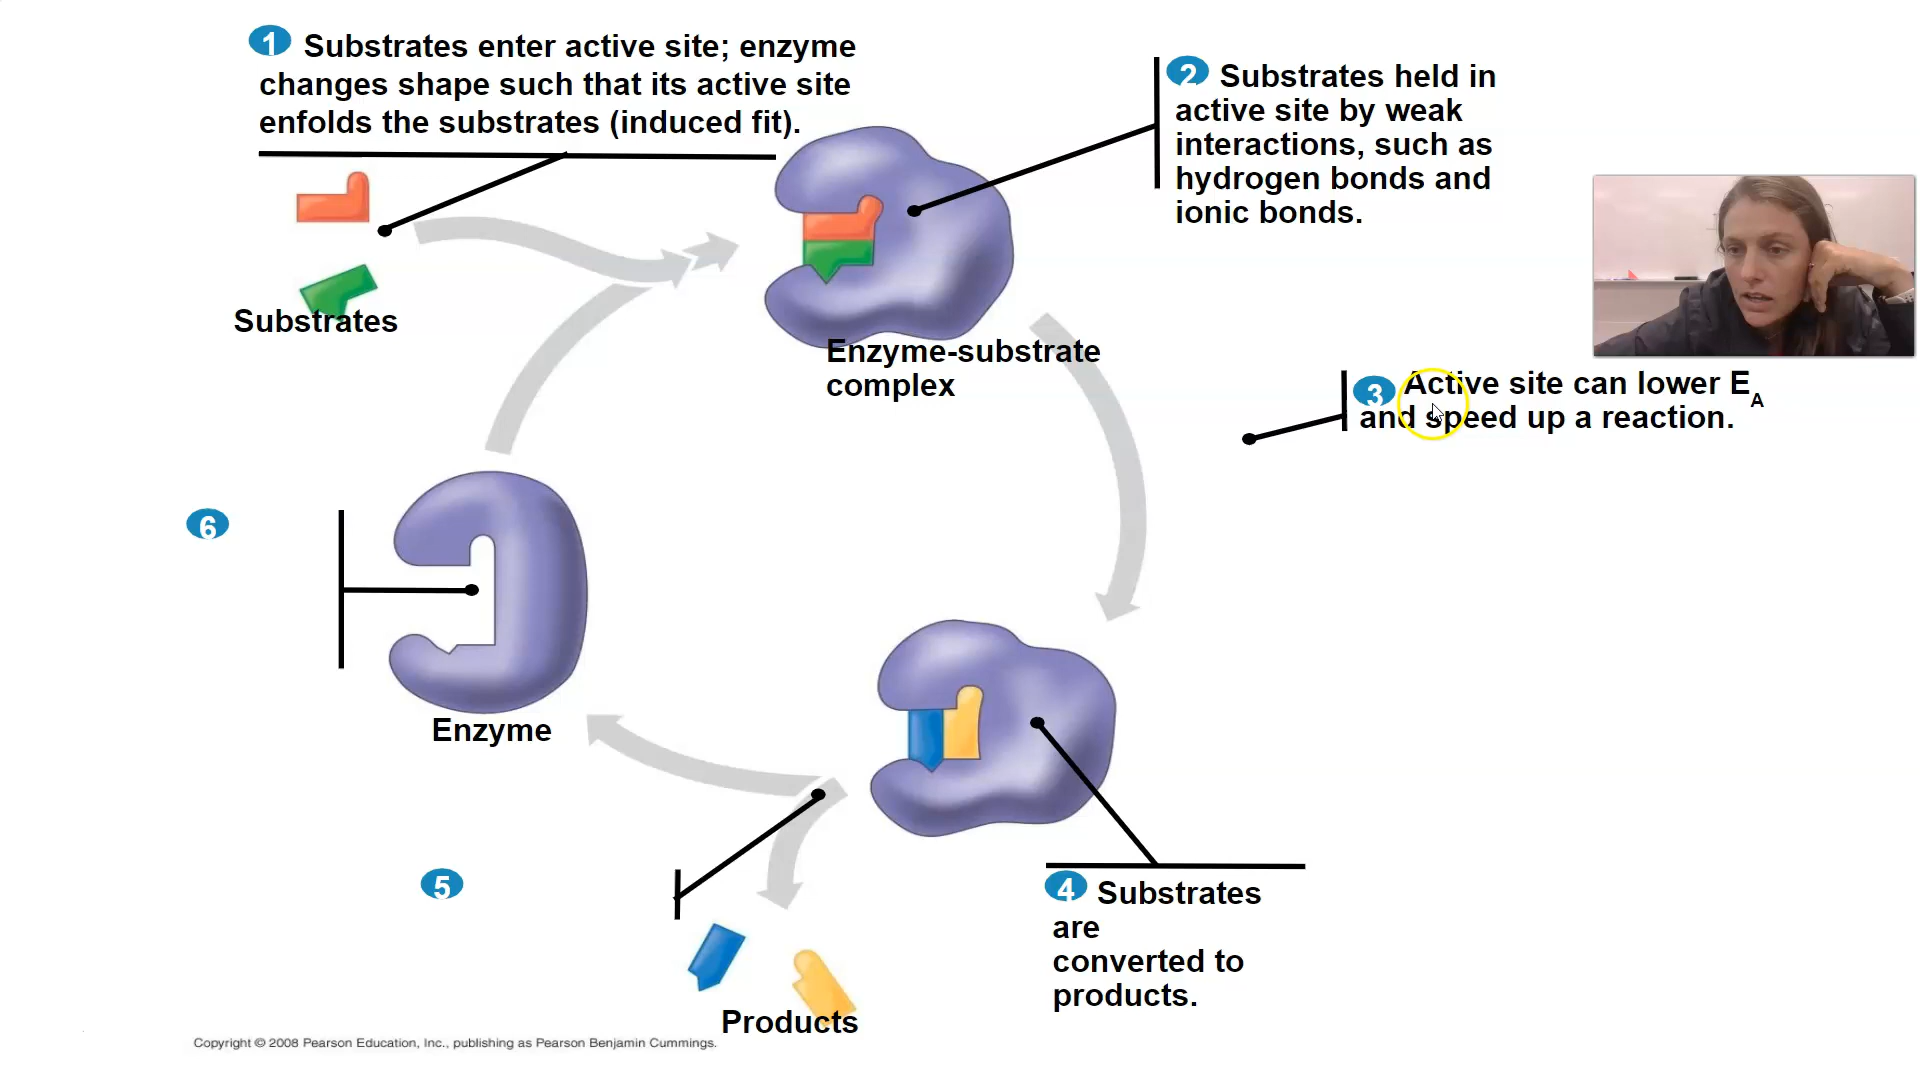 1 Substrates enter active site; enzyme
changes shape such that its active site
enfolds the substrates (induced fit).
2 Substrates held in
active site by weak
interactions, such as
hydrogen bonds and
ionic bonds.
Substrates
Enzyme-substrate
complex
3 Active site can lower EA
and speed up a reaction.
6
Enzyme
5
4 Substrates
are
converted to
products.
Products
Copyright © 2008 Pearson Education, Inc., publishing as Pearson Benjamin Cummings.